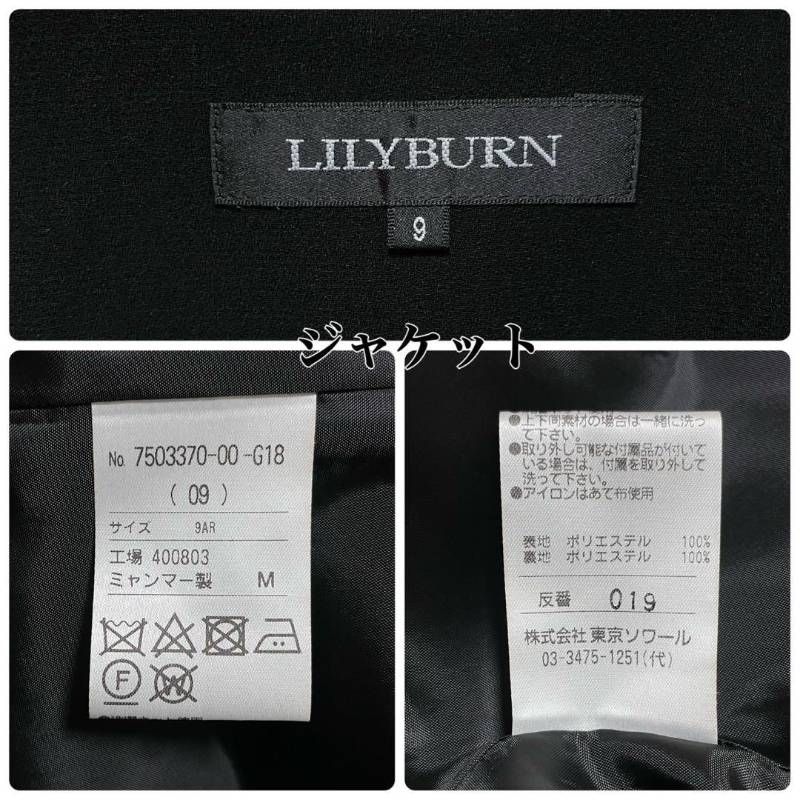 LILYBURN
9
ジャケット
No. 7503370-00-G18
(09)
サイズ 9AR
工場 400803
ミャンマー製 M
F
W
●上下同素材の場合は一緒に洗っ
て下さい。
●取り外し可能な付属品が付いて
いる場合は、付属を取り外して
洗って下さい。
●アイロンはあて布使用
表地 ポリエステル 100%
裏地 ポリエステル 100%
反番 019
株式会社 東京ソワール
03-3475-1251(代)